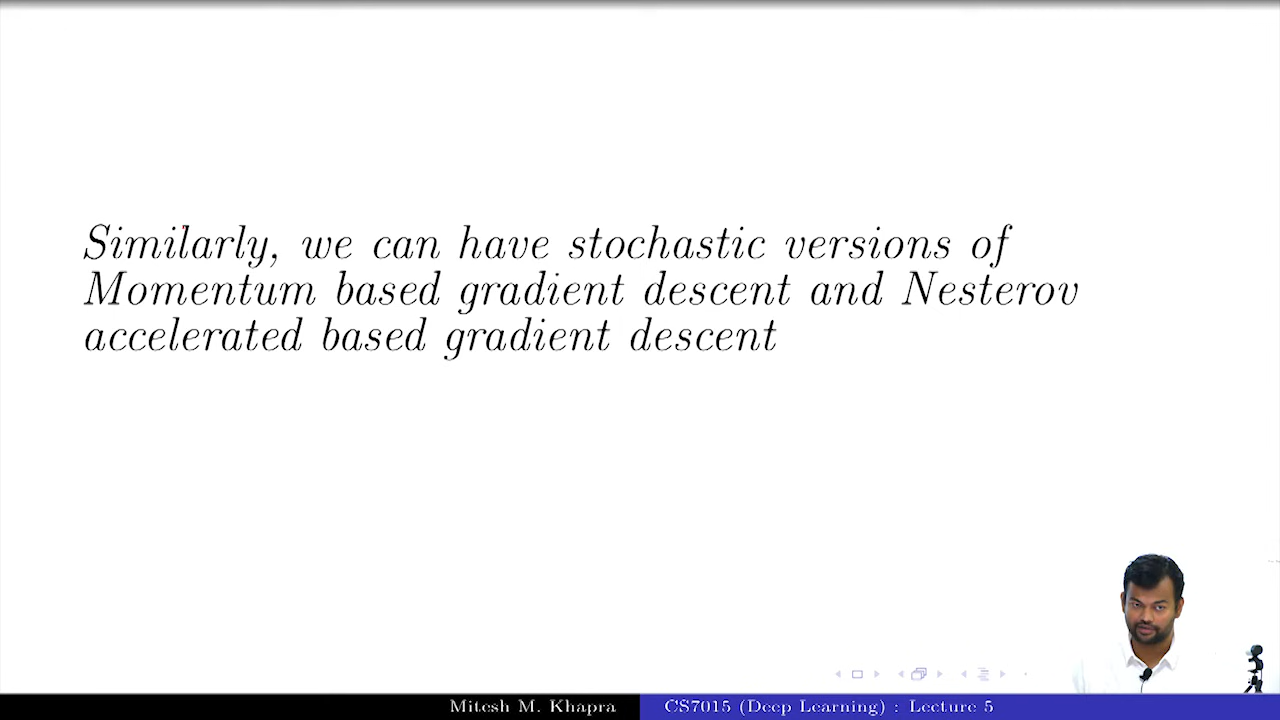 Similarly, we can have stochastic versions of
Momentum based gradient descent and Nesterov
accelerated based gradient descent
Mitesh M. Khapra
CS7015 (Deep Learning) : Lecture 5